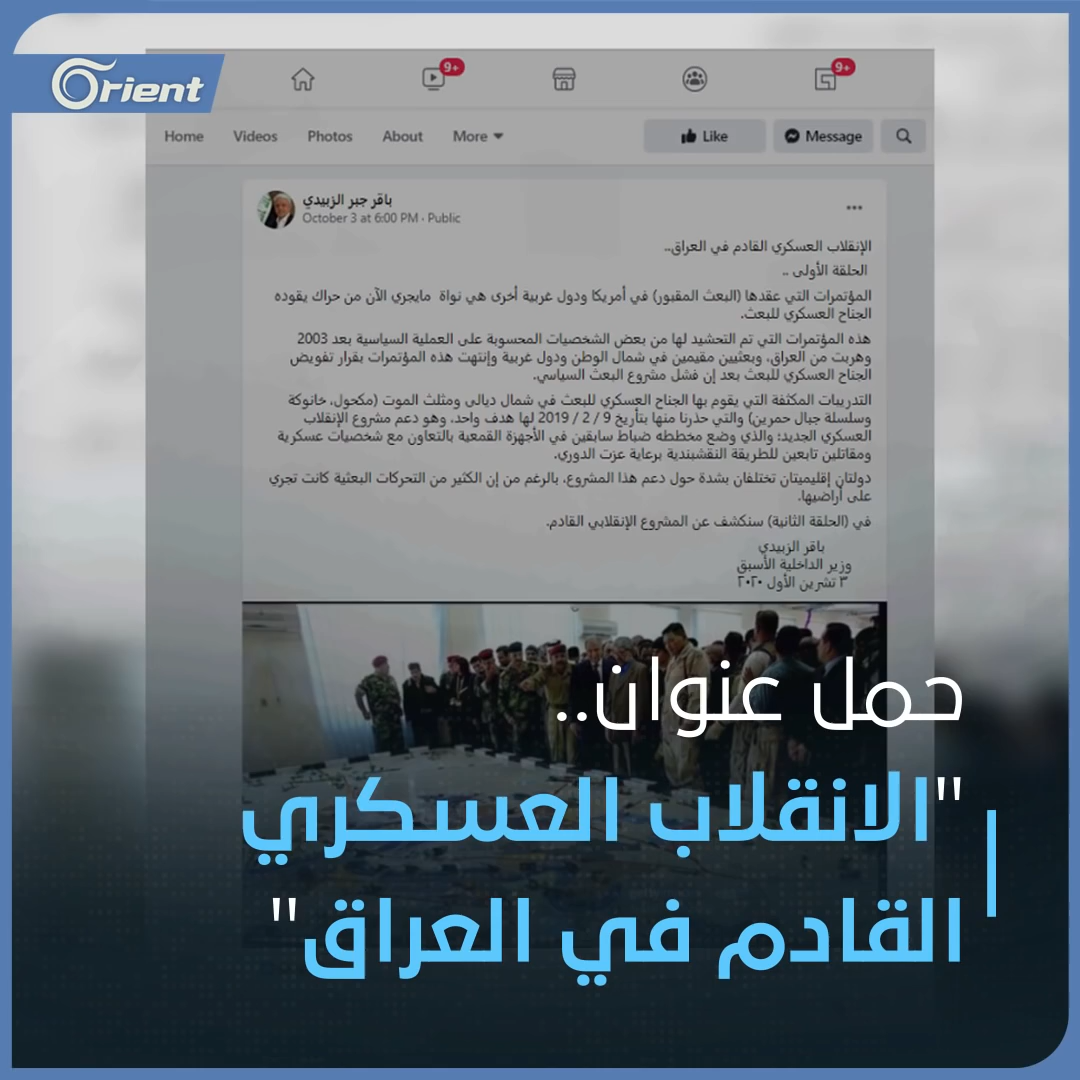 Orient
9+
9+
Home Videos Photos About More Like Message
باقر جبر الزبيدي
October 3 at 6:00 PM · Public
الإنقلاب العسكري القادم في العراق..
الحلقة الأولى ..
المؤتمرات التي عقدها (البعث المقبور) في أمريكا ودول غربية أخرى هي نواة مايجري الآن من حراك يقوده
الجناح العسكري للبعث.
هذه المؤتمرات التي تم التحشيد لها من بعض الشخصيات المحسوبة على العملية السياسية بعد 2003
وهربت من العراق، وبعثيين مقيمين في شمال الوطن ودول غربية وإنتهت هذه المؤتمرات بقرار تفويض
الجناح العسكري للبعث بعد إن فشل مشروع البعث السياسي.
التدريبات المكثفة التي يقوم بها الجناح العسكري للبعث في شمال ديالى ومثلث الموت (مكحول، خانوكة
وسلسلة جبال حمرين) والتي حذرنا منها بتأريخ 9 / 2 / 2019 لها هدف واحد، وهو دعم مشروع الإنقلاب
العسكري الجديد؛ والذي وضع مخططه ضباط سابقين في الأجهزة القمعية بالتعاون مع شخصيات عسكرية
ومقاتلين تابعين للطريقة النقشبندية برعاية عزت الدوري.
دولتان إقليميتان تختلفان بشدة حول دعم هذا المشروع، بالرغم من إن الكثير من التحركات البعثية كانت تجري
على أراضيها.
في (الحلقة الثانية) سنكشف عن المشروع الإنقلابي القادم.
باقر الزبيدي
وزير الداخلية الأسبق
٣ تشرين الأول ٢٠٢٠
حمل عنوان..
"الانقلاب العسكري
القادم في العراق"